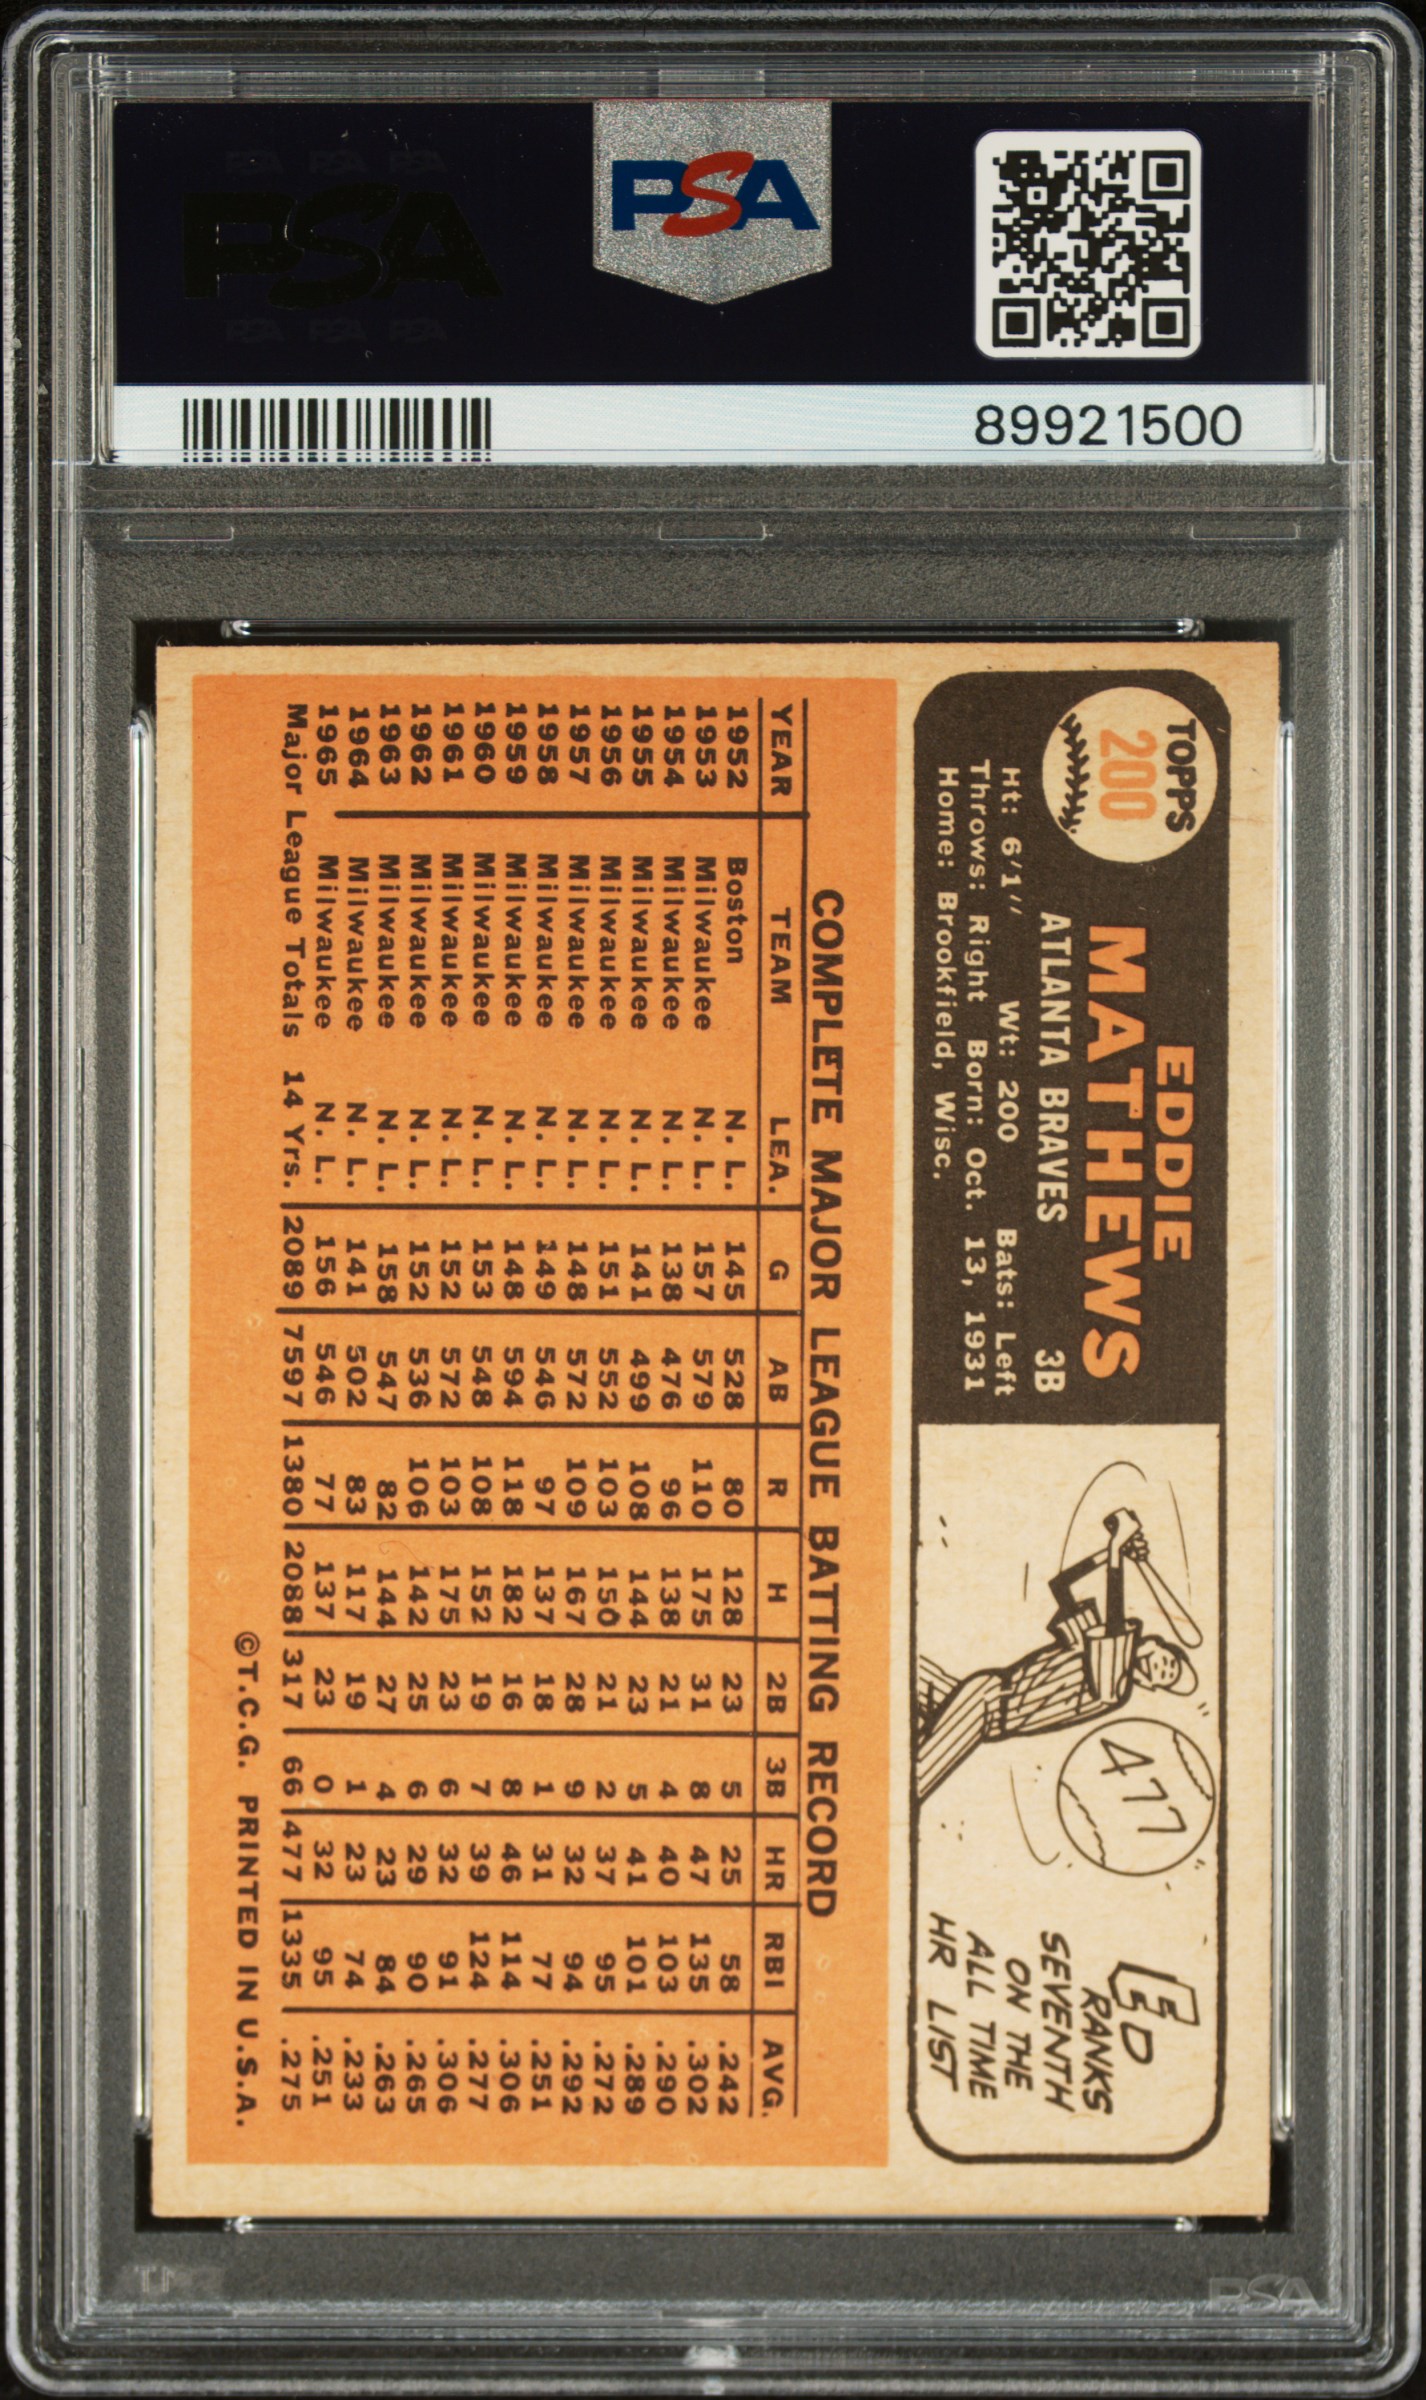 PSA PSA PSA
PSA
PSA PSA PSA
PSA
89921500
TOPPS
200
EDDIE
MATHEWS
ATLANTA BRAVES 3B
Ht: 6'1" Wt: 200 Bats: Left
Throws: Right Born: Oct. 13, 1931
Home: Brookfield, Wisc.
477
ED
RANKS
SEVENTH
ON THE
ALL TIME
HR LIST
COMPLETE MAJOR LEAGUE BATTING RECORD
YEAR TEAM LEA. G AB R H 2B 3B HR RBI AVG.
1952 Boston N. L. 145 528 80 128 23 5 25 58 .242
1953 Milwaukee N. L. 157 579 110 175 31 8 47 135 .302
1954 Milwaukee N. L. 138 476 96 138 21 4 40 103 .290
1955 Milwaukee N. L. 141 499 108 144 23 5 41 101 .289
1956 Milwaukee N. L. 151 552 103 150 21 2 37 95 .272
1957 Milwaukee N. L. 148 572 109 167 28 9 32 94 .292
1958 Milwaukee N. L. 149 546 97 137 18 1 31 77 .251
1959 Milwaukee N. L. 148 594 118 182 16 8 46 114 .306
1960 Milwaukee N. L. 153 548 108 152 19 7 39 124 .277
1961 Milwaukee N. L. 152 572 103 175 23 6 32 91 .306
1962 Milwaukee N. L. 152 536 106 142 25 6 29 90 .265
1963 Milwaukee N. L. 158 547 82 144 27 4 23 84 .263
1964 Milwaukee N. L. 141 502 83 117 19 1 23 74 .233
1965 Milwaukee N. L. 156 546 77 137 23 0 32 95 .251
Major League Totals 14 Yrs. 2089 7597 1380 2088 317 66 477 1335 .275
©T.C.G. PRINTED IN U.S.A.
PSA